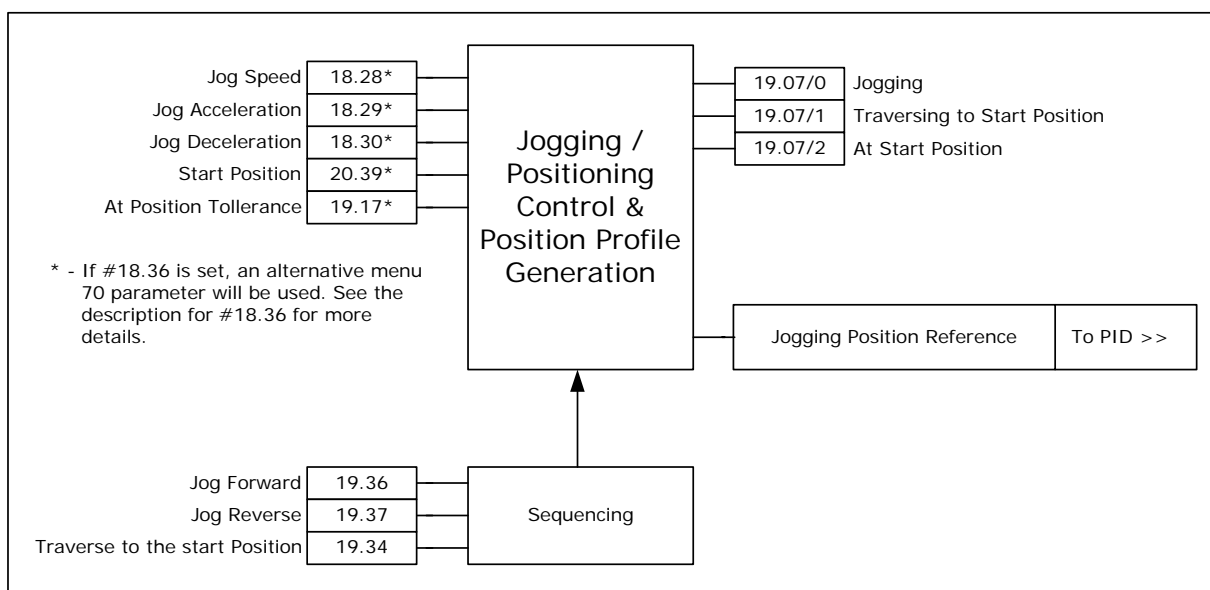 Jog Speed 18.28*
Jog Acceleration 18.29*
Jog Deceleration 18.30*
Start Position 20.39*
At Position Tollerance 19.17*
* - If #18.36 is set, an alternative menu
70 parameter will be used. See the
description for #18.36 for more
details.
Jogging /
Positioning
Control &
Position Profile
Generation
19.07/0 Jogging
19.07/1 Traversing to Start Position
19.07/2 At Start Position
Jogging Position Reference To PID >>
Jog Forward 19.36
Jog Reverse 19.37
Traverse to the start Position 19.34
Sequencing